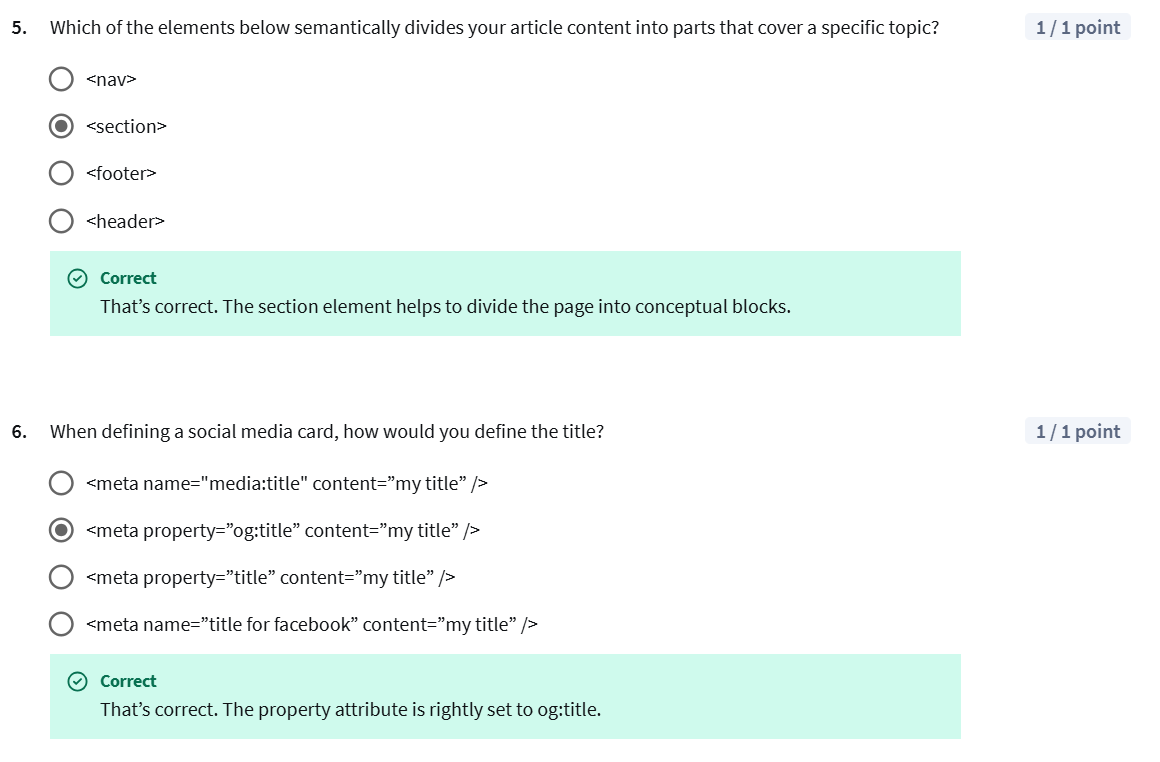 5. Which of the elements below semantically divides your article content into parts that cover a specific topic? 1 / 1 point
<nav>
<section>
<footer>
<header>
Correct
That’s correct. The section element helps to divide the page into conceptual blocks.
6. When defining a social media card, how would you define the title? 1 / 1 point
<meta name="media:title" content=”my title” />
<meta property=”og:title” content=”my title” />
<meta property=”title” content=”my title” />
<meta name=”title for facebook” content=”my title” />
Correct
That’s correct. The property attribute is rightly set to og:title.